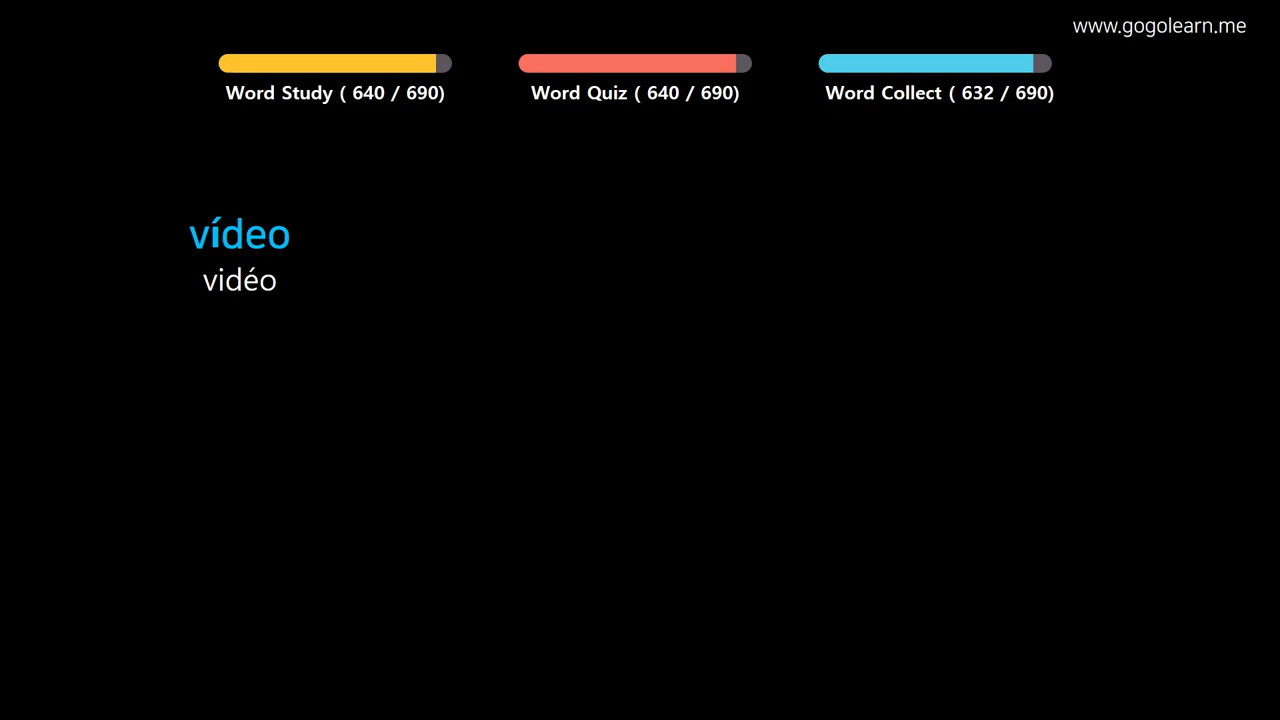 www.gogolearn.me
Word Study ( 640 / 690)
Word Quiz ( 640 / 690)
Word Collect ( 632 / 690)
vídeo
vidéo